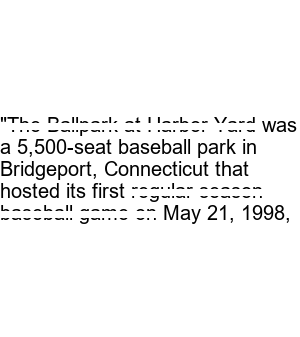 "The Ballpark at Harbor Yard was
a 5,500-seat baseball park in
Bridgeport, Connecticut that
hosted its first regular season
baseball game on May 21, 1998,